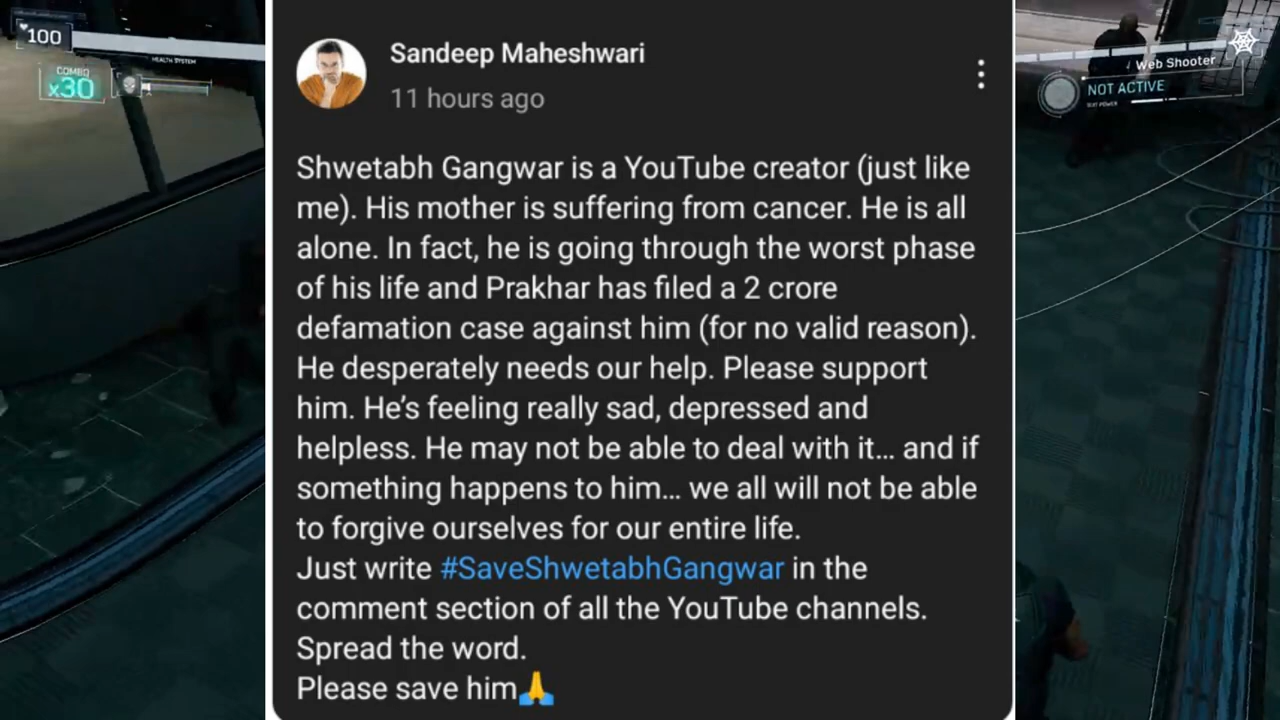 100
HEALTH SYSTEM
COMBO
x30
Web Shooter
NOT ACTIVE
SUIT POWER
Sandeep Maheshwari
11 hours ago
Shwetabh Gangwar is a YouTube creator (just like
me). His mother is suffering from cancer. He is all
alone. In fact, he is going through the worst phase
of his life and Prakhar has filed a 2 crore
defamation case against him (for no valid reason).
He desperately needs our help. Please support
him. He’s feeling really sad, depressed and
helpless. He may not be able to deal with it... and if
something happens to him... we all will not be able
to forgive ourselves for our entire life.
Just write #SaveShwetabhGangwar in the
comment section of all the YouTube channels.
Spread the word.
Please save him🙏